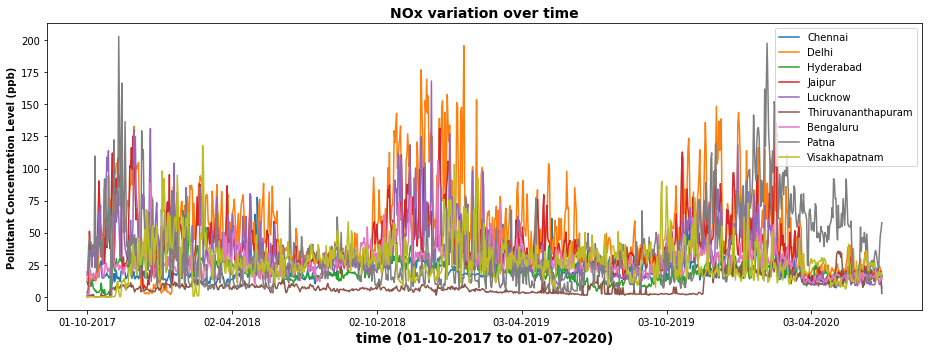 NOx variation over time
Pollutant Concentration Level (ppb)
200
175
150
125
100
75
50
25
0
Chennai
Delhi
Hyderabad
Jaipur
Lucknow
Thiruvananthapuram
Bengaluru
Patna
Visakhapatnam
01-10-2017 02-04-2018 02-10-2018 03-04-2019 03-10-2019 03-04-2020
time (01-10-2017 to 01-07-2020)